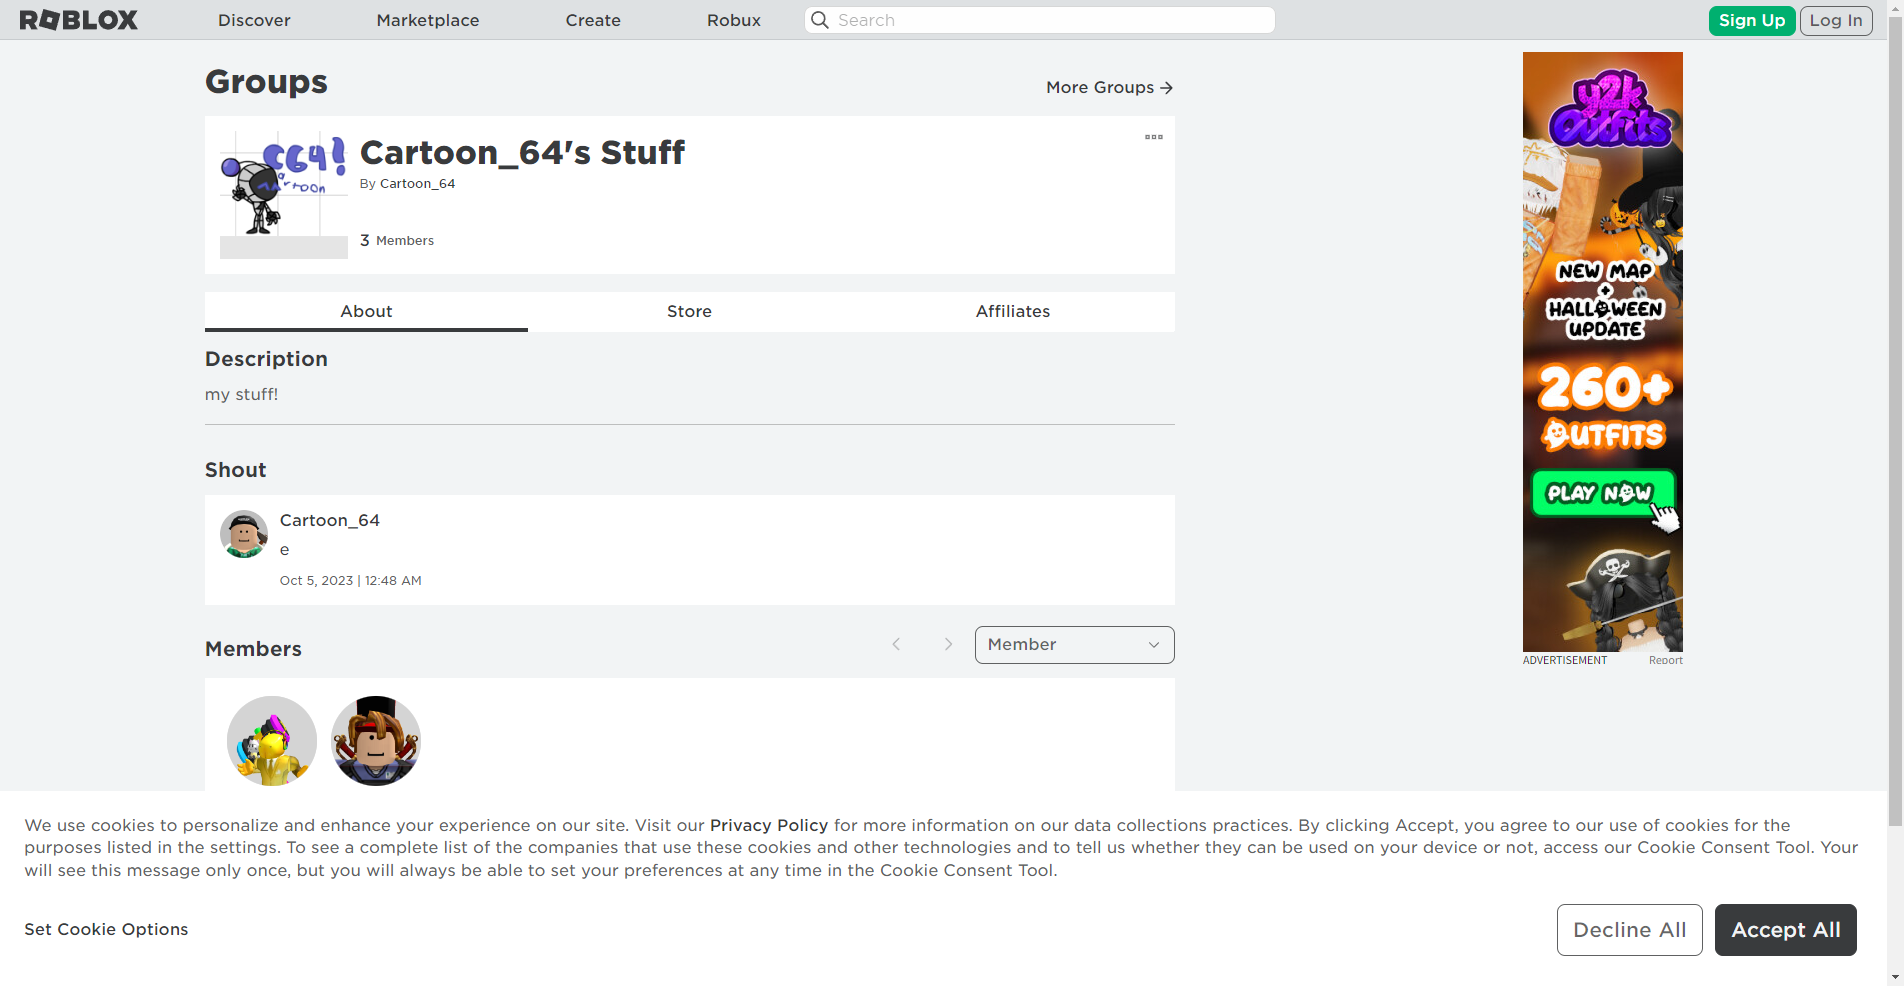 ROBLOX
Discover
Marketplace
Create
Robux
Search
Sign Up
Log In
Groups
More Groups
C64!
artoon
Cartoon_64's Stuff
By Cartoon_64
3 Members
About
Store
Affiliates
Description
my stuff!
Shout
Cartoon_64
e
Oct 5, 2023 | 12:48 AM
Members
Member
y2k
Outfits
NEW MAP
+
HALLOWEEN
UPDATE
260+
OUTFITS
PLAY NOW
ADVERTISEMENT
Report
We use cookies to personalize and enhance your experience on our site. Visit our Privacy Policy for more information on our data collections practices. By clicking Accept, you agree to our use of cookies for the
purposes listed in the settings. To see a complete list of the companies that use these cookies and other technologies and to tell us whether they can be used on your device or not, access our Cookie Consent Tool. Your
will see this message only once, but you will always be able to set your preferences at any time in the Cookie Consent Tool.
Set Cookie Options
Decline All
Accept All